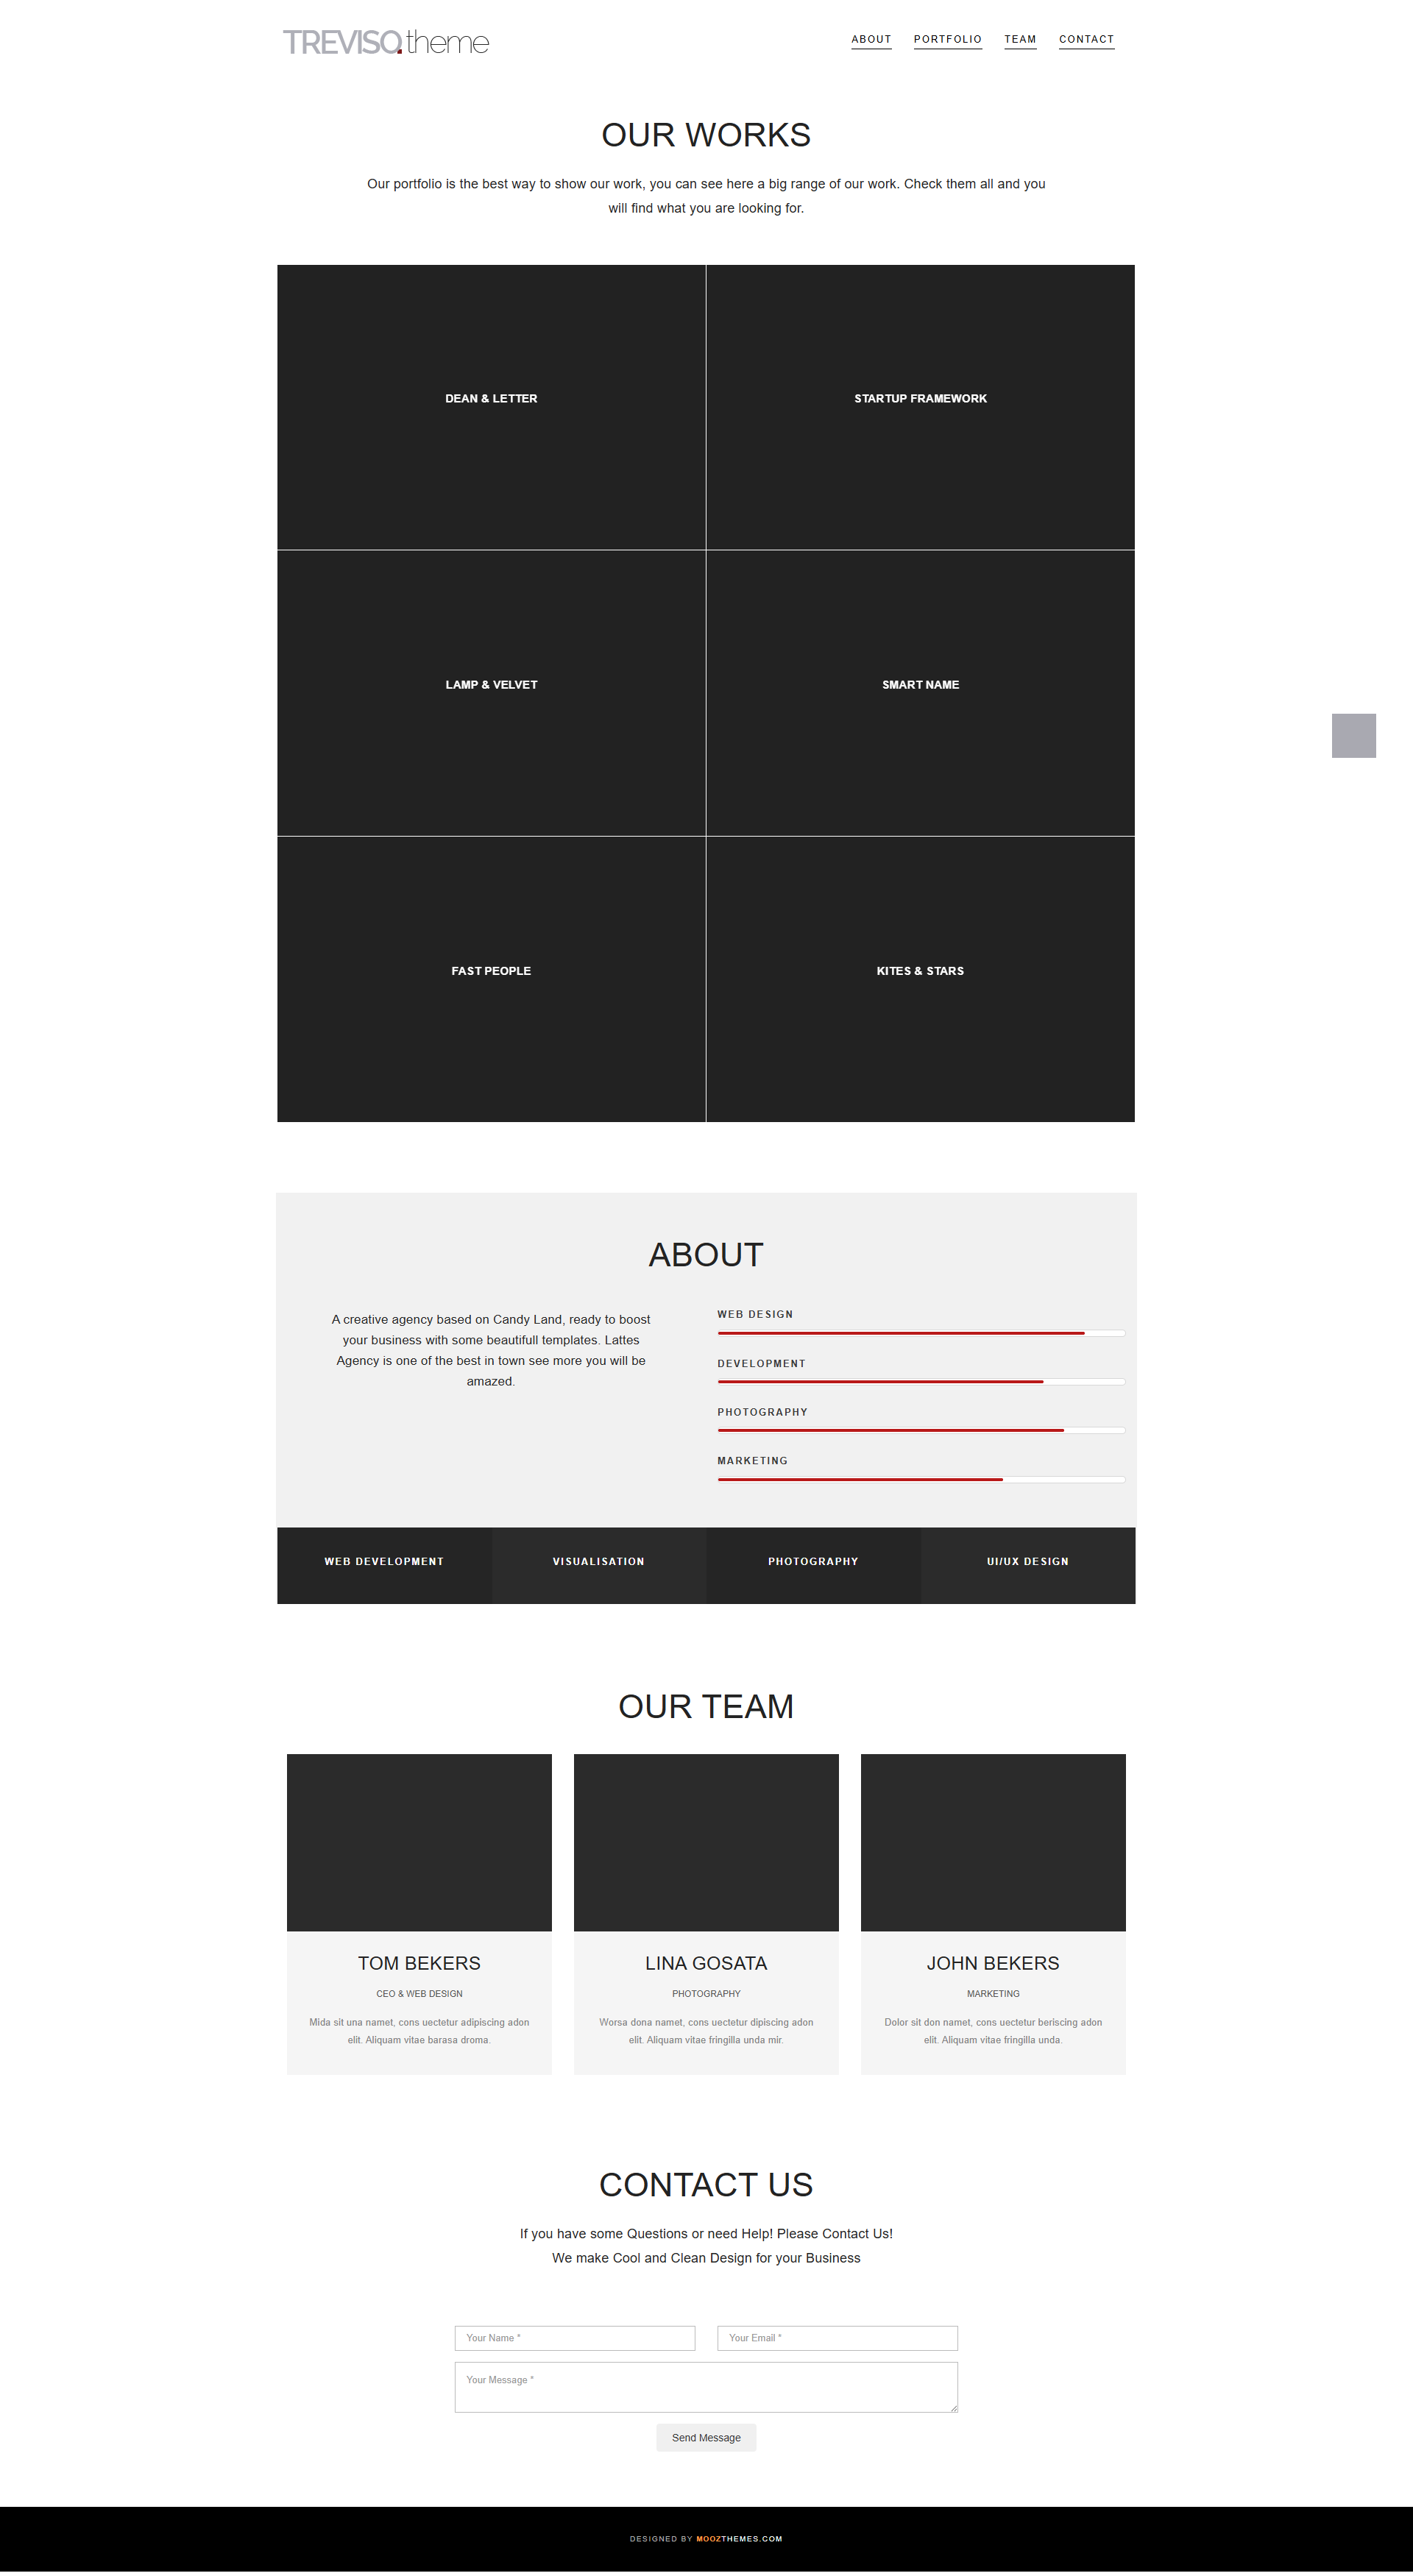 TREVISO.theme
ABOUT PORTFOLIO TEAM CONTACT
OUR WORKS
Our portfolio is the best way to show our work, you can see here a big range of our work. Check them all and you
will find what you are looking for.
DEAN & LETTER
STARTUP FRAMEWORK
LAMP & VELVET
SMART NAME
FAST PEOPLE
KITES & STARS
ABOUT
A creative agency based on Candy Land, ready to boost
your business with some beautifull templates. Lattes
Agency is one of the best in town see more you will be
amazed.
WEB DESIGN
DEVELOPMENT
PHOTOGRAPHY
MARKETING
WEB DEVELOPMENT
VISUALISATION
PHOTOGRAPHY
UI/UX DESIGN
OUR TEAM
TOM BEKERS
CEO & WEB DESIGN
Mida sit una namet, cons uectetur adipiscing adon
elit. Aliquam vitae barasa droma.
LINA GOSATA
PHOTOGRAPHY
Worsa dona namet, cons uectetur dipiscing adon
elit. Aliquam vitae fringilla unda mir.
JOHN BEKERS
MARKETING
Dolor sit don namet, cons uectetur beriscing adon
elit. Aliquam vitae fringilla unda.
CONTACT US
If you have some Questions or need Help! Please Contact Us!
We make Cool and Clean Design for your Business
Your Name *
Your Email *
Your Message *
Send Message
DESIGNED BY MOOZTHEMES.COM